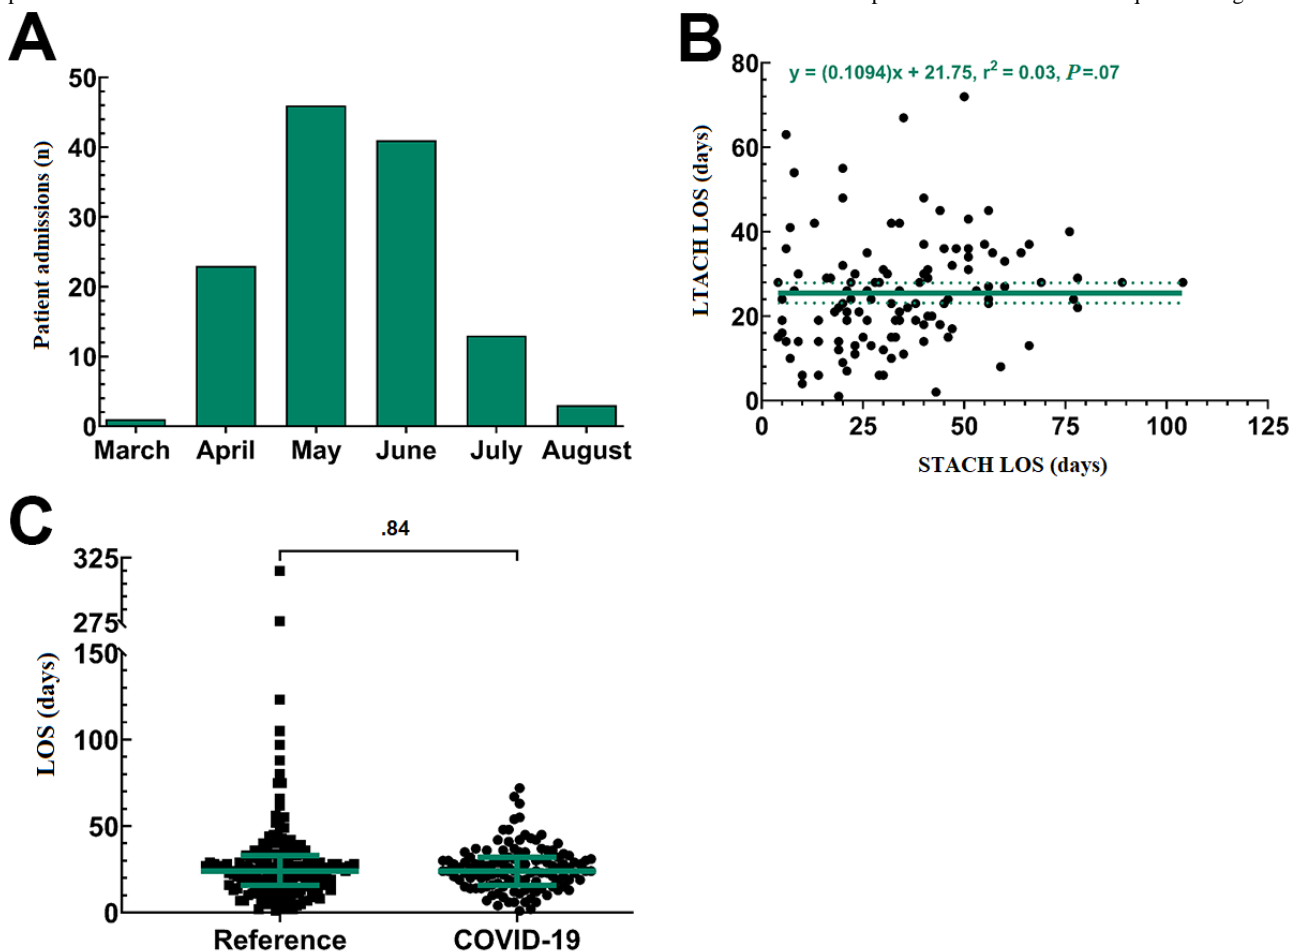 A
50
40
30
20
10
0
Patient admissions (n)
March April May June July August
B
y = (0.1094)x + 21.75, r² = 0.03, P=.07
80
60
40
20
0
LTACH LOS (days)
0 25 50 75 100 125
STACH LOS (days)
C
.84
325
275
150
100
50
0
LOS (days)
Reference COVID-19